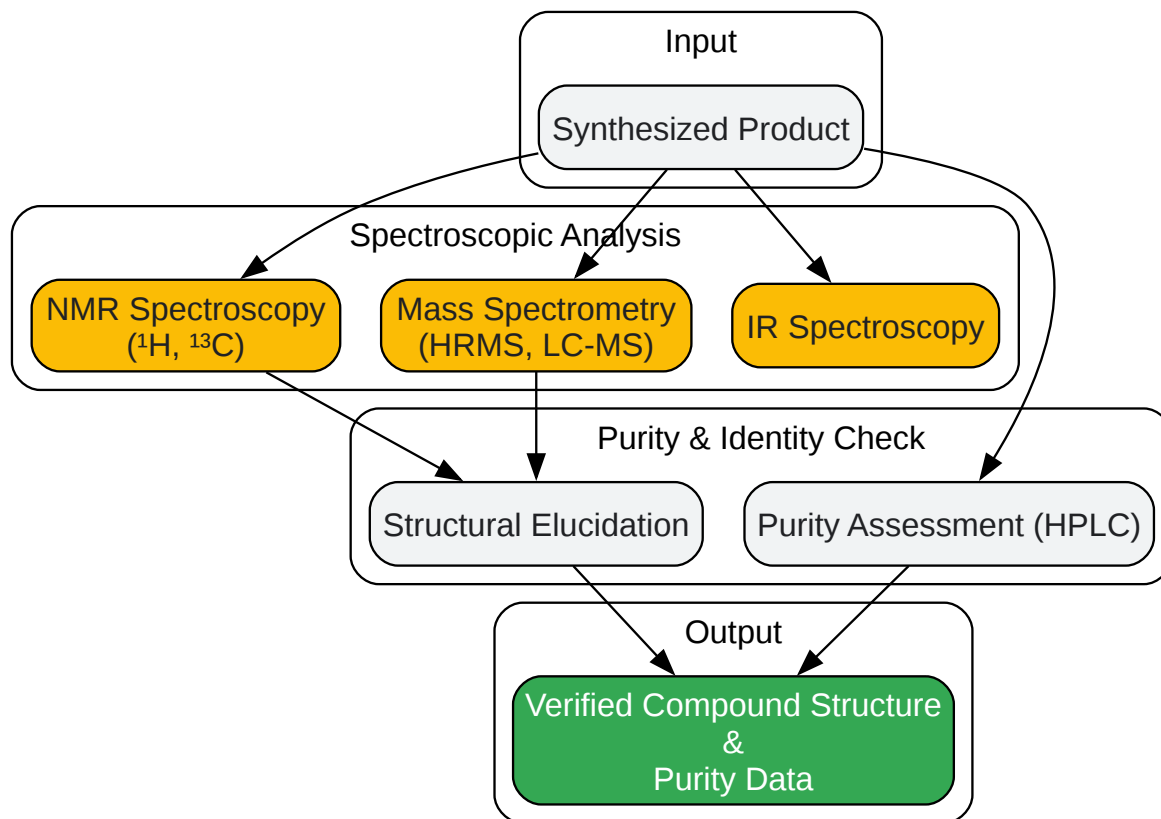 Input
Synthesized Product
Spectroscopic Analysis
NMR Spectroscopy
(¹H, ¹³C)
Mass Spectrometry
(HRMS, LC-MS)
IR Spectroscopy
Purity & Identity Check
Structural Elucidation
Purity Assessment (HPLC)
Output
Verified Compound Structure
&
Purity Data